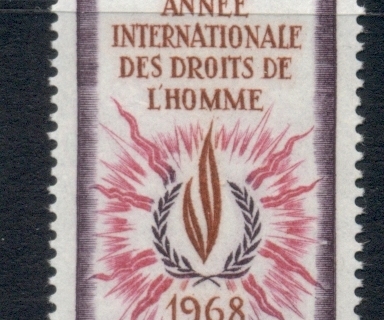 ANNÉE
INTERNATIONALE
DES DROITS DE
L'HOMME
1968